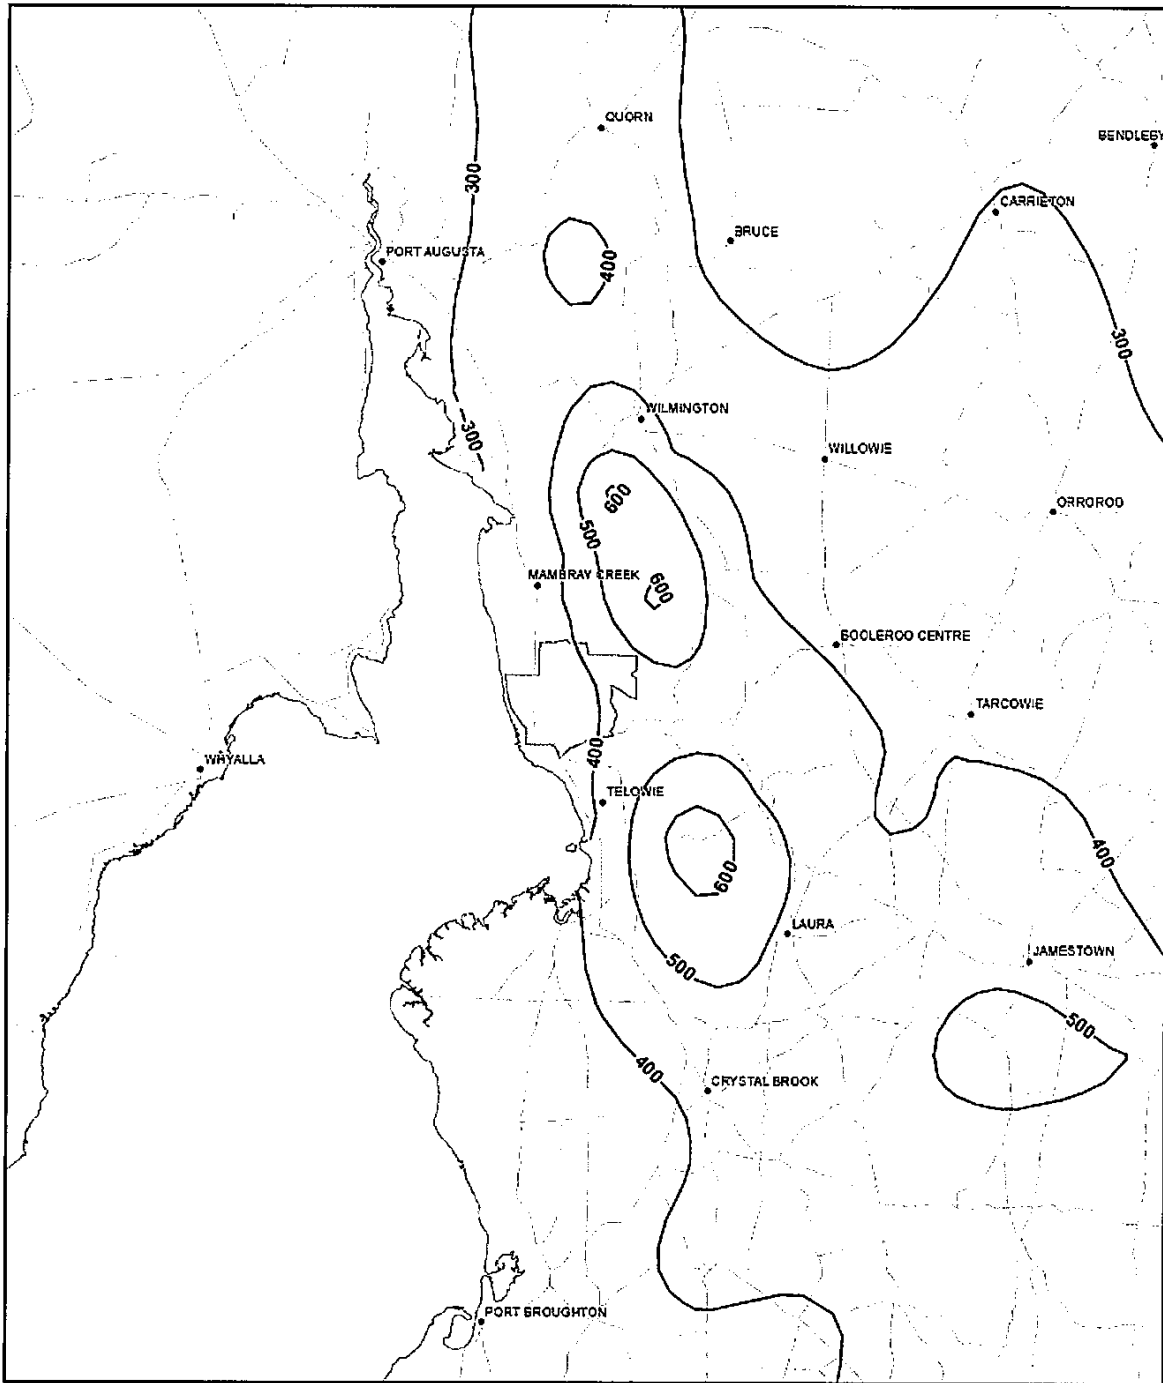 QUORN
BENDLEBY
300
CARRIETON
BRUCE
PORT AUGUSTA
400
300
WILMINGTON
300
WILLOWIE
600
ORROROO
500
MAMBRAY CREEK
600
BOOLEROO CENTRE
TARCOWIE
400
WHYALLA
TELOWIE
400
600
LAURA
JAMESTOWN
500
500
400
CRYSTAL BROOK
PORT BROUGHTON